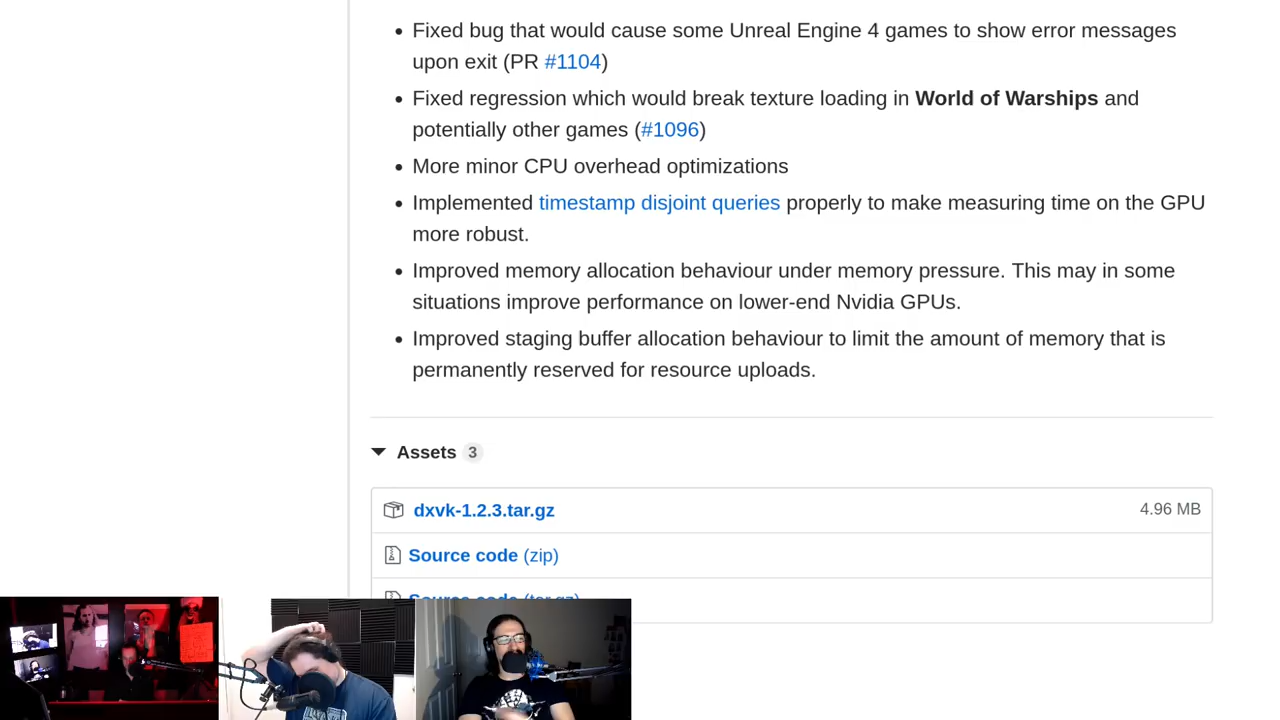 Fixed bug that would cause some Unreal Engine 4 games to show error messages
upon exit (PR #1104)
Fixed regression which would break texture loading in World of Warships and
potentially other games (#1096)
More minor CPU overhead optimizations
Implemented timestamp disjoint queries properly to make measuring time on the GPU
more robust.
Improved memory allocation behaviour under memory pressure. This may in some
situations improve performance on lower-end Nvidia GPUs.
Improved staging buffer allocation behaviour to limit the amount of memory that is
permanently reserved for resource uploads.
Assets 3
dxvk-1.2.3.tar.gz 4.96 MB
Source code (zip)
Source code (tar.gz)